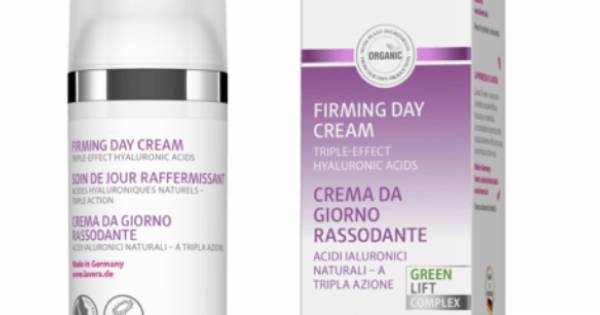 FIRMING DAY CREAM
TRIPLE-EFFECT HYALURONIC ACIDS
SOIN DE JOUR RAFFERMISSANT
ACIDES HYALURONIQUES NATURELS –
TRIPLE ACTION
CREMA DA GIORNO
RASSODANTE
ACIDI IALURONICI NATURALI – A TRIPLA AZIONE
Made in Germany
www.lavera.de
ORGANIC
FIRMING DAY
CREAM
TRIPLE-EFFECT
HYALURONIC ACIDS
CREMA DA
GIORNO
RASSODANTE
ACIDI IALURONICI
NATURALI – A
TRIPLA AZIONE
GREEN
LIFT
COMPLEX